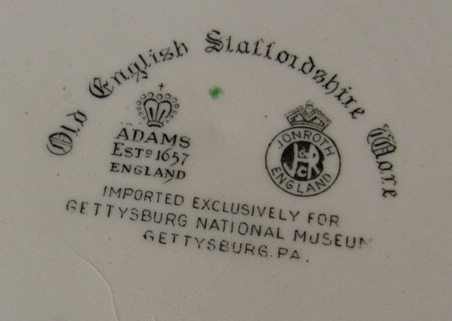 Old English Staffordshire Ware
ADAMS
ESTD 1657
ENGLAND
JONROTH
ENGLAND
IMPORTED EXCLUSIVELY FOR
GETTYSBURG NATIONAL MUSEUM
GETTYSBURG. PA.